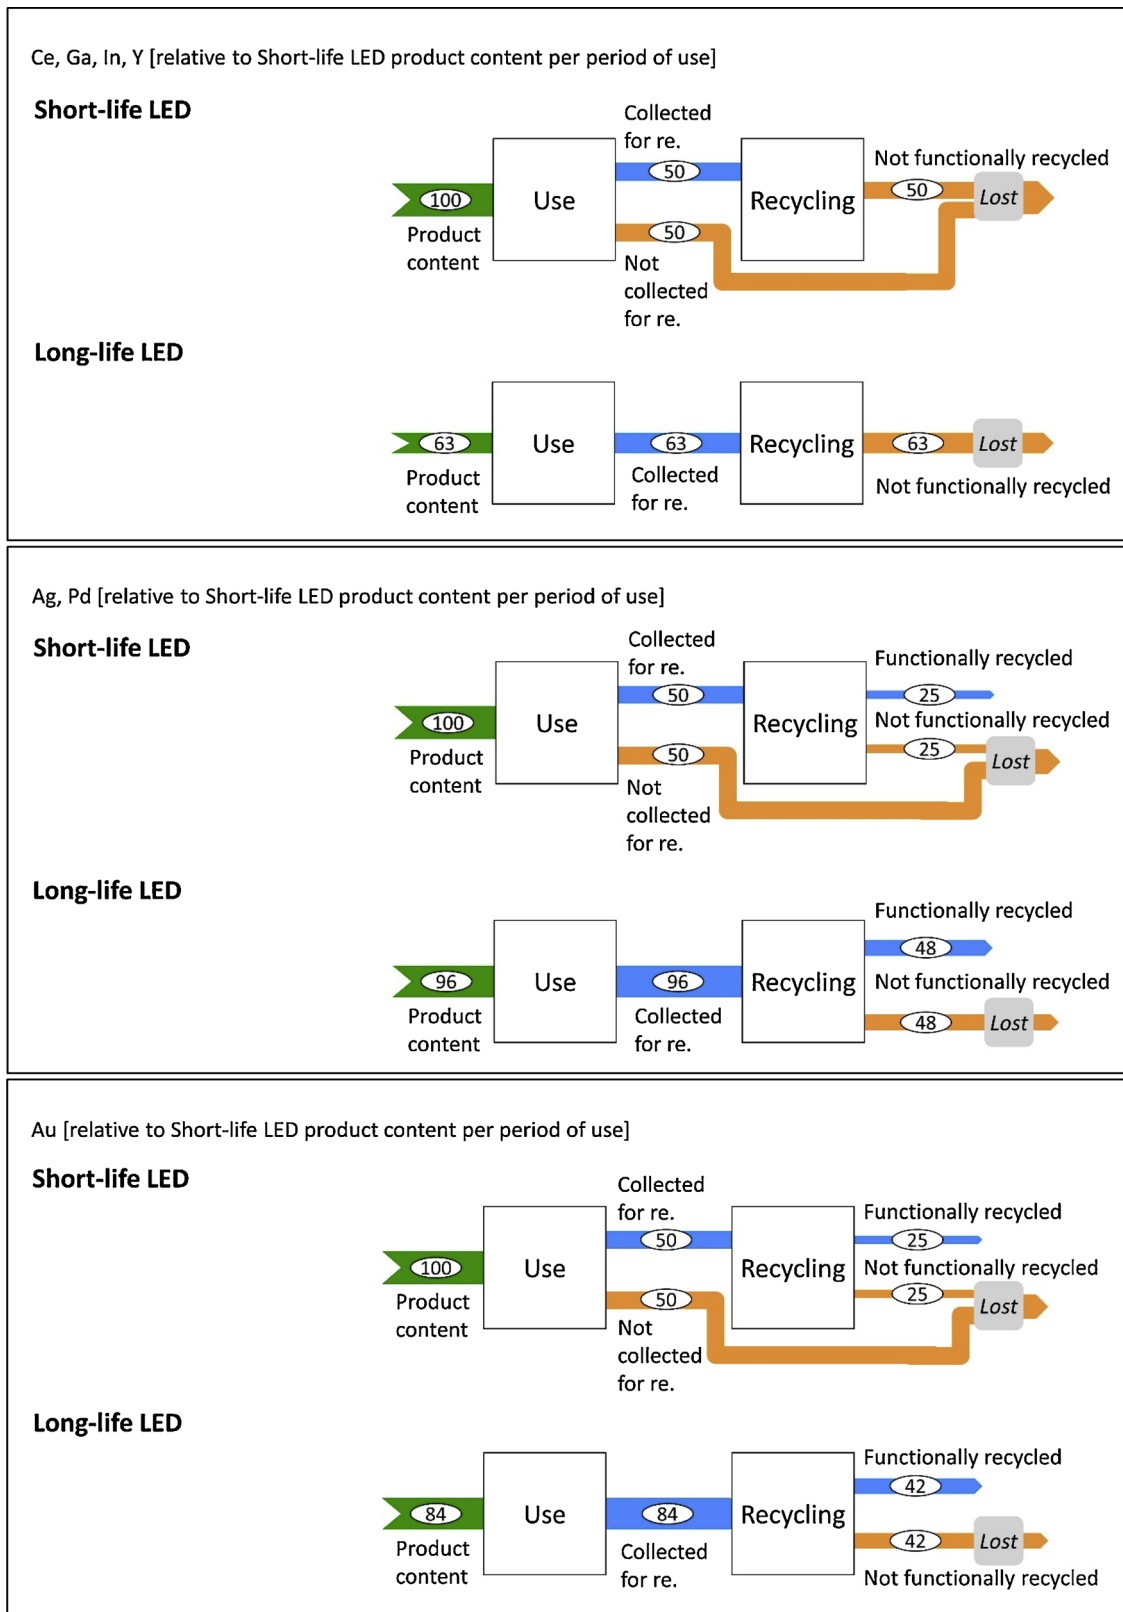 Ce, Ga, In, Y [relative to Short-life LED product content per period of use]
Short-life LED
Collected
for re.
50
Not functionally recycled
100
Use
Recycling
50
Lost
Product
content
50
Not
collected
for re.
Long-life LED
63
Use
63
Recycling
63
Lost
Product
content
Collected
for re.
Not functionally recycled
Ag, Pd [relative to Short-life LED product content per period of use]
Short-life LED
Collected
for re.
Functionally recycled
50
25
100
Use
Recycling
Not functionally recycled
Product
content
50
25
Lost
Not
collected
for re.
Long-life LED
Functionally recycled
48
96
Use
96
Recycling
Not functionally recycled
Product
content
Collected
for re.
48
Lost
Au [relative to Short-life LED product content per period of use]
Short-life LED
Collected
for re.
Functionally recycled
50
25
100
Use
Recycling
Not functionally recycled
Product
content
50
25
Lost
Not
collected
for re.
Long-life LED
Functionally recycled
42
84
Use
84
Recycling
Product
content
Collected
for re.
42
Lost
Not functionally recycled